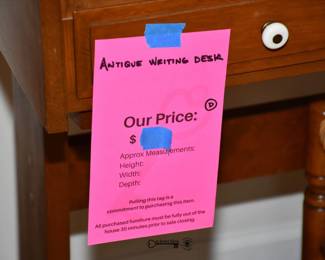 ANTIQUE WRITING DESK
D
Our Price:
$
Approx Measurements:
Height:
Width:
Depth:
Pulling this tag is a
commitment to purchasing this item.
All purchased furniture must be fully out of the
house 30 minutes prior to sale closing.